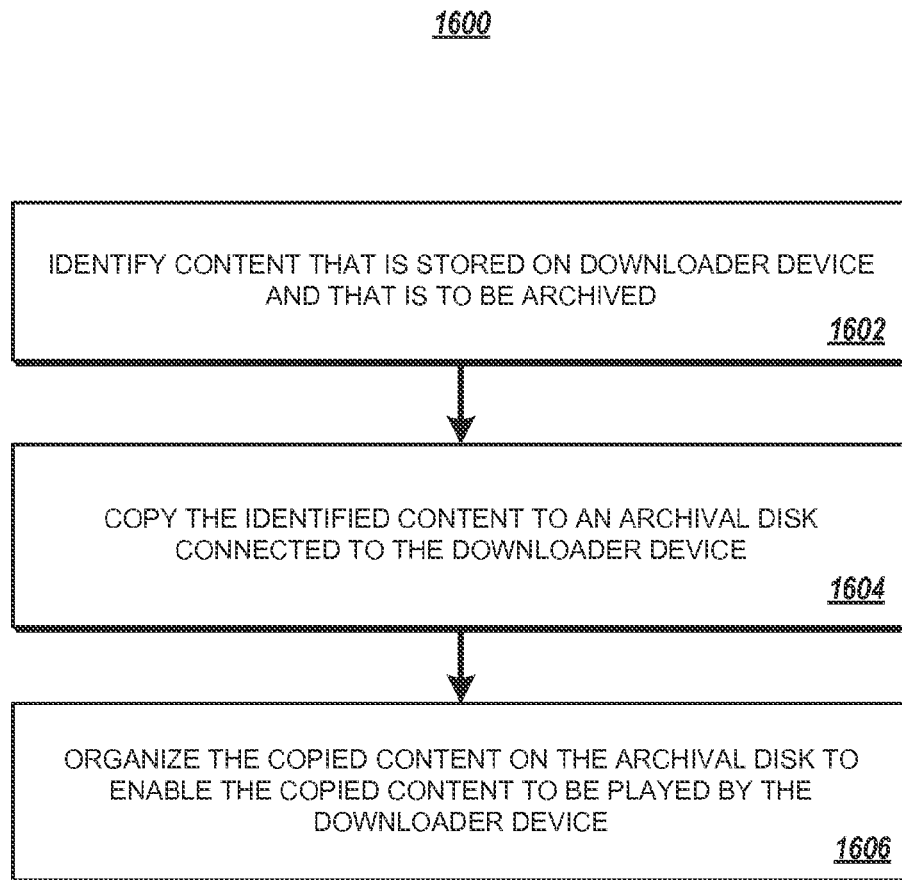 1600
IDENTIFY CONTENT THAT IS STORED ON DOWNLOADER DEVICE
AND THAT IS TO BE ARCHIVED
1602
COPY THE IDENTIFIED CONTENT TO AN ARCHIVAL DISK
CONNECTED TO THE DOWNLOADER DEVICE
1604
ORGANIZE THE COPIED CONTENT ON THE ARCHIVAL DISK TO
ENABLE THE COPIED CONTENT TO BE PLAYED BY THE
DOWNLOADER DEVICE
1606